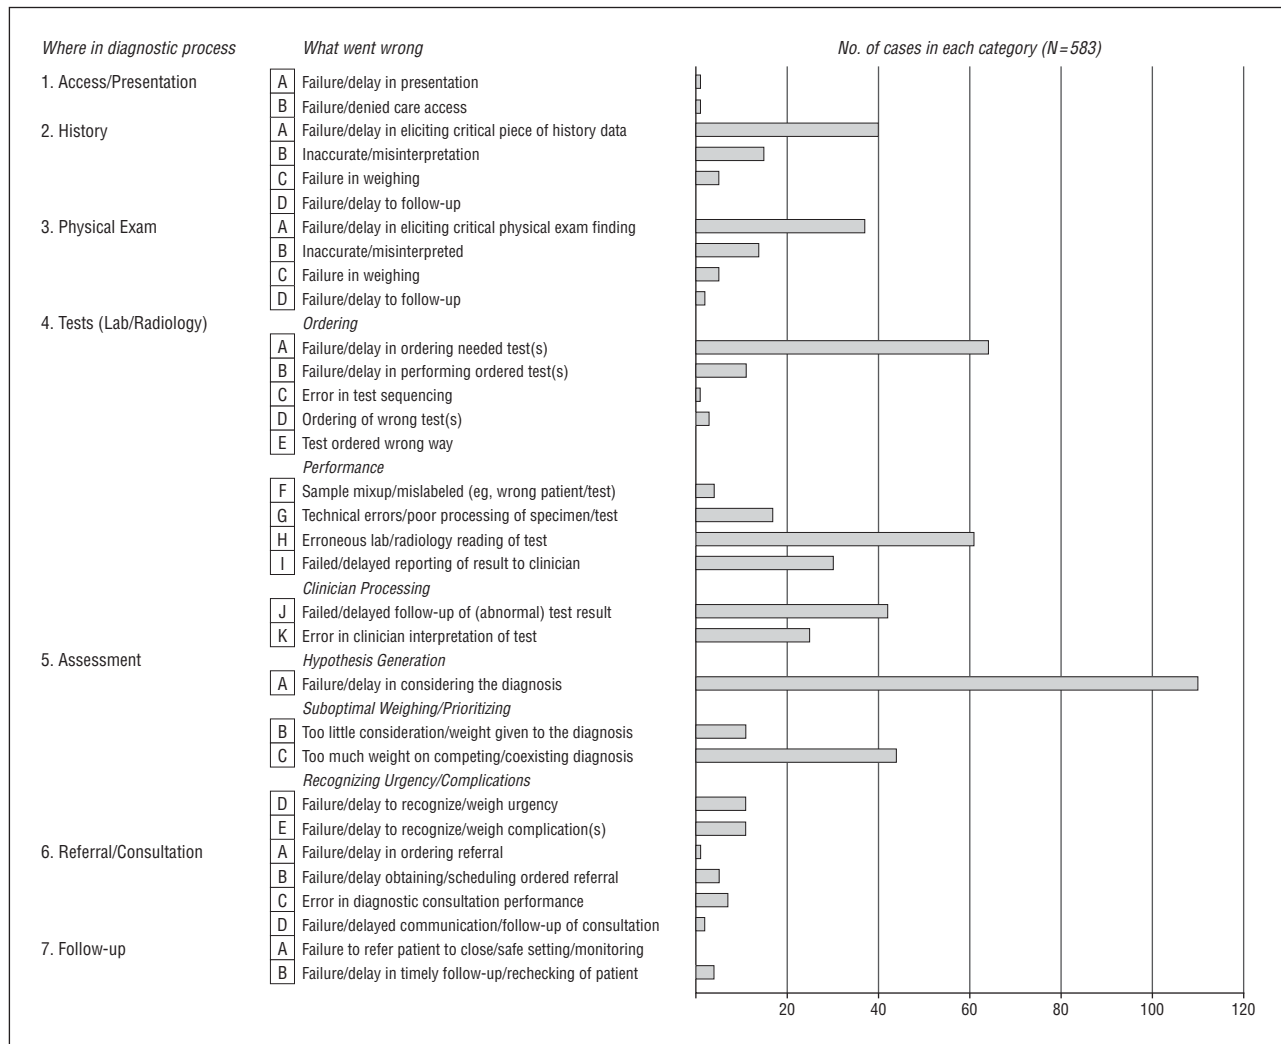 Where in diagnostic process What went wrong No. of cases in each category (N=583)
1. Access/Presentation A Failure/delay in presentation
B Failure/denied care access
2. History A Failure/delay in eliciting critical piece of history data
B Inaccurate/misinterpretation
C Failure in weighing
D Failure/delay to follow-up
3. Physical Exam A Failure/delay in eliciting critical physical exam finding
B Inaccurate/misinterpreted
C Failure in weighing
D Failure/delay to follow-up
4. Tests (Lab/Radiology) Ordering
A Failure/delay in ordering needed test(s)
B Failure/delay in performing ordered test(s)
C Error in test sequencing
D Ordering of wrong test(s)
E Test ordered wrong way
Performance
F Sample mixup/mislabeled (eg, wrong patient/test)
G Technical errors/poor processing of specimen/test
H Erroneous lab/radiology reading of test
I Failed/delayed reporting of result to clinician
Clinician Processing
J Failed/delayed follow-up of (abnormal) test result
K Error in clinician interpretation of test
5. Assessment Hypothesis Generation
A Failure/delay in considering the diagnosis
Suboptimal Weighing/Prioritizing
B Too little consideration/weight given to the diagnosis
C Too much weight on competing/coexisting diagnosis
Recognizing Urgency/Complications
D Failure/delay to recognize/weigh urgency
E Failure/delay to recognize/weigh complication(s)
6. Referral/Consultation A Failure/delay in ordering referral
B Failure/delay obtaining/scheduling ordered referral
C Error in diagnostic consultation performance
D Failure/delayed communication/follow-up of consultation
7. Follow-up A Failure to refer patient to close/safe setting/monitoring
B Failure/delay in timely follow-up/rechecking of patient
20 40 60 80 100 120